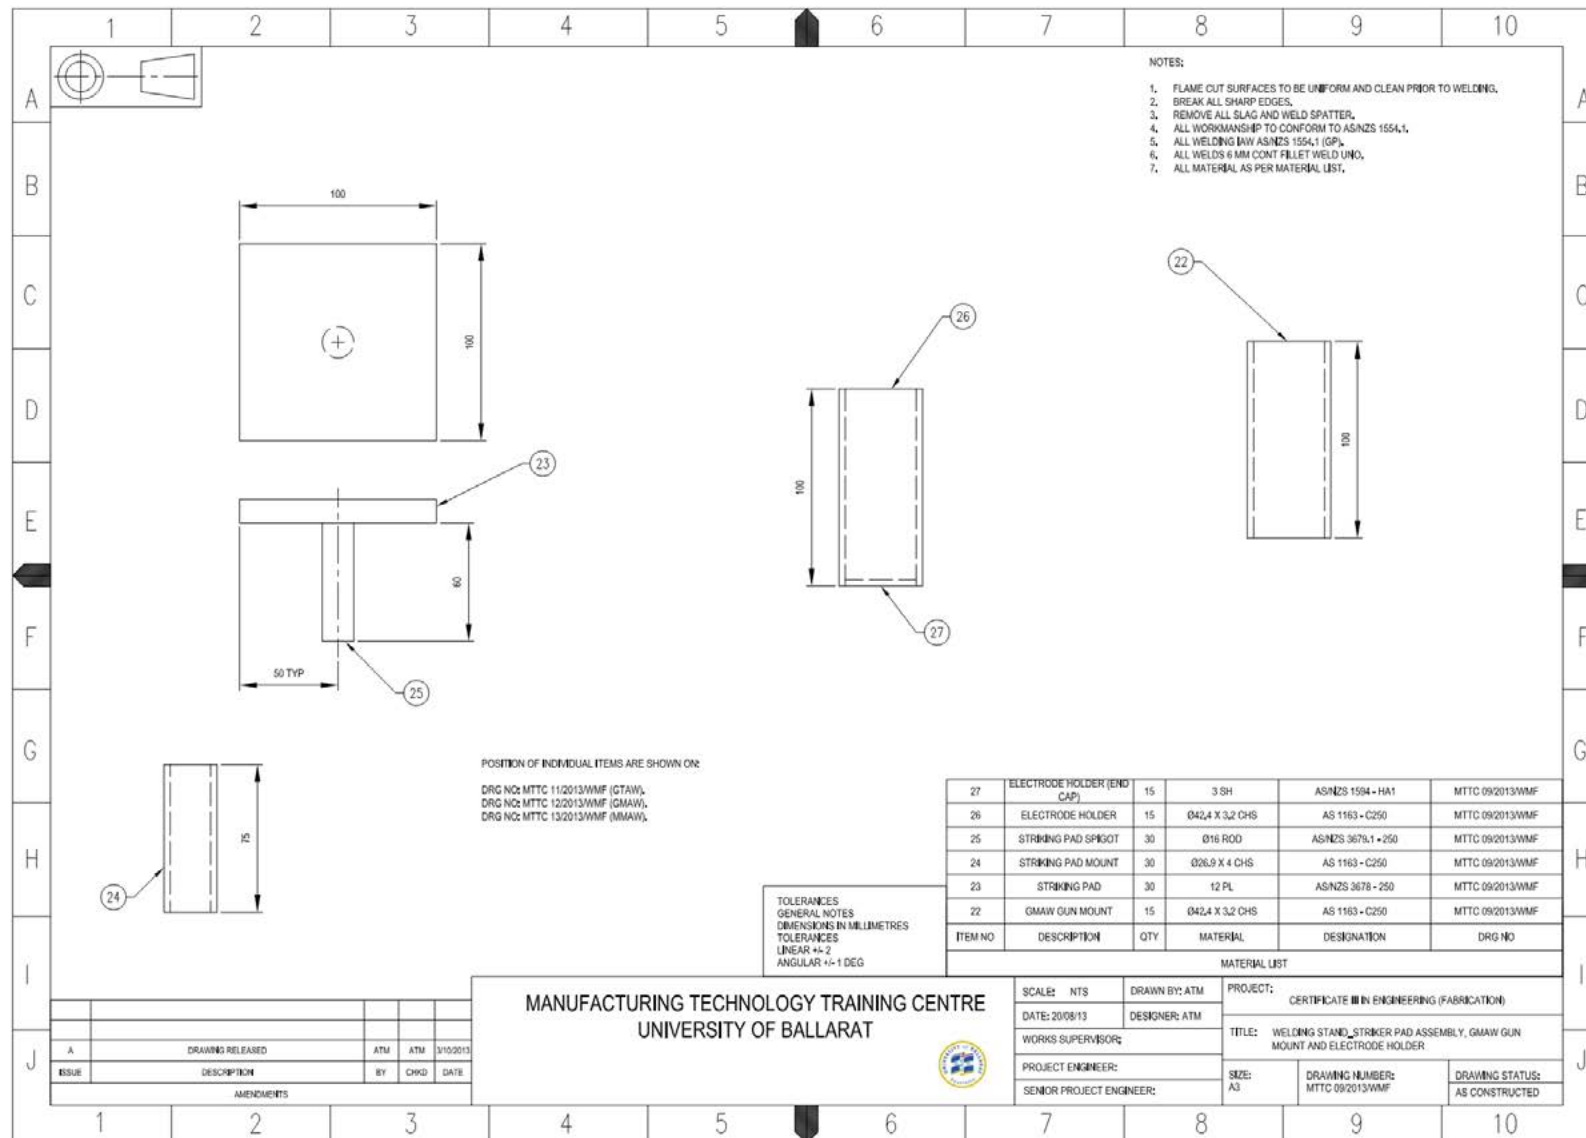 1 2 3 4 5 6 7 8 9 10
A A
B B
C C
D D
E E
F F
G G
H H
I I
J J
1 2 3 4 5 6 7 8 9 10
NOTES:
1. FLAME CUT SURFACES TO BE UNIFORM AND CLEAN PRIOR TO WELDING.
2. BREAK ALL SHARP EDGES.
3. REMOVE ALL SLAG AND WELD SPATTER.
4. ALL WORKMANSHIP TO CONFORM TO AS/NZS 1554.1.
5. ALL WELDING IAW AS/NZS 1554.1 (GP).
6. ALL WELDS 6 MM CONT FILLET WELD UNO.
7. ALL MATERIAL AS PER MATERIAL LIST.
100
100
23
60
50 TYP
25
75
24
26
100
27
22
100
POSITION OF INDIVIDUAL ITEMS ARE SHOWN ON:
DRG NO: MTTC 11/2013/WMF (GTAW).
DRG NO: MTTC 12/2013/WMF (GMAW).
DRG NO: MTTC 13/2013/WMF (MMAW).
TOLERANCES
GENERAL NOTES
DIMENSIONS IN MILLIMETRES
TOLERANCES
LINEAR +/- 2
ANGULAR +/- 1 DEG
27 ELECTRODE HOLDER (END CAP) 15 3 SH AS/NZS 1594 - HA1 MTTC 09/2013/WMF
26 ELECTRODE HOLDER 15 Ø42.4 X 3.2 CHS AS 1163 - C250 MTTC 09/2013/WMF
25 STRIKING PAD SPIGOT 30 Ø16 ROD AS/NZS 3679.1 - 250 MTTC 09/2013/WMF
24 STRIKING PAD MOUNT 30 Ø26.9 X 4 CHS AS 1163 - C250 MTTC 09/2013/WMF
23 STRIKING PAD 30 12 PL AS/NZS 3678 - 250 MTTC 09/2013/WMF
22 GMAW GUN MOUNT 15 Ø42.4 X 3.2 CHS AS 1163 - C250 MTTC 09/2013/WMF
ITEM NO DESCRIPTION QTY MATERIAL DESIGNATION DRG NO
MATERIAL LIST
A DRAWING RELEASED ATM ATM 3/10/2013
ISSUE DESCRIPTION BY CHKD DATE
AMENDMENTS
MANUFACTURING TECHNOLOGY TRAINING CENTRE
UNIVERSITY OF BALLARAT
SCALE: NTS DRAWN BY: ATM
DATE: 20/08/13 DESIGNER: ATM
WORKS SUPERVISOR:
PROJECT ENGINEER:
SENIOR PROJECT ENGINEER:
PROJECT:
CERTIFICATE III IN ENGINEERING (FABRICATION)
TITLE: WELDING STAND_STRIKER PAD ASSEMBLY, GMAW GUN
MOUNT AND ELECTRODE HOLDER
SIZE:
A3
DRAWING NUMBER:
MTTC 09/2013/WMF
DRAWING STATUS:
AS CONSTRUCTED